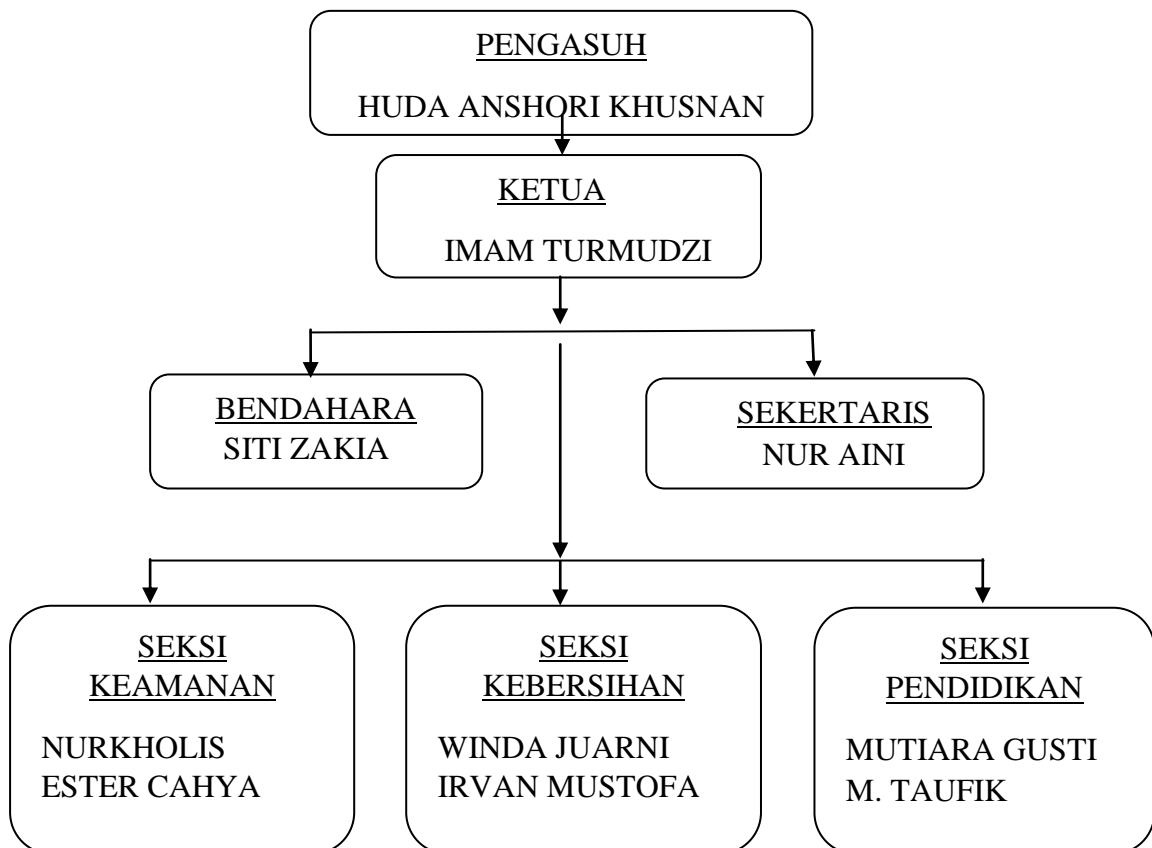 PENGASUH
HUDA ANSHORI KHUSNAN
KETUA
IMAM TURMUDZI
BENDAHARA
SITI ZAKIA
SEKERTARIS
NUR AINI
SEKSI
KEAMANAN
NURKHOLIS
ESTER CAHYA
SEKSI
KEBERSIHAN
WINDA JUARNI
IRVAN MUSTOFA
SEKSI
PENDIDIKAN
MUTIARA GUSTI
M. TAUFIK